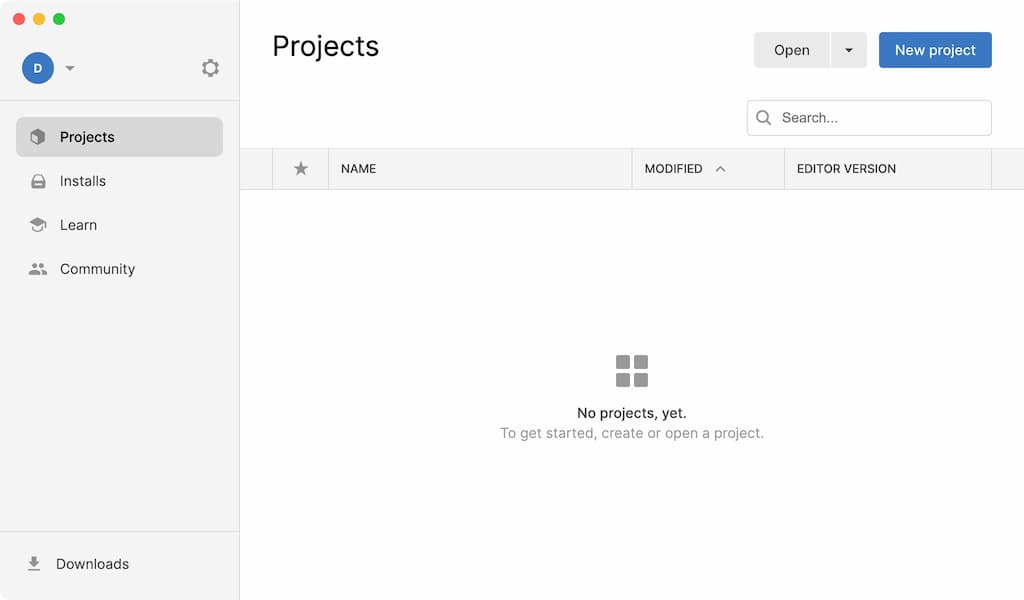 D
Projects
Installs
Learn
Community
Downloads
Projects
Open
New project
Search...
NAME
MODIFIED
EDITOR VERSION
No projects, yet.
To get started, create or open a project.